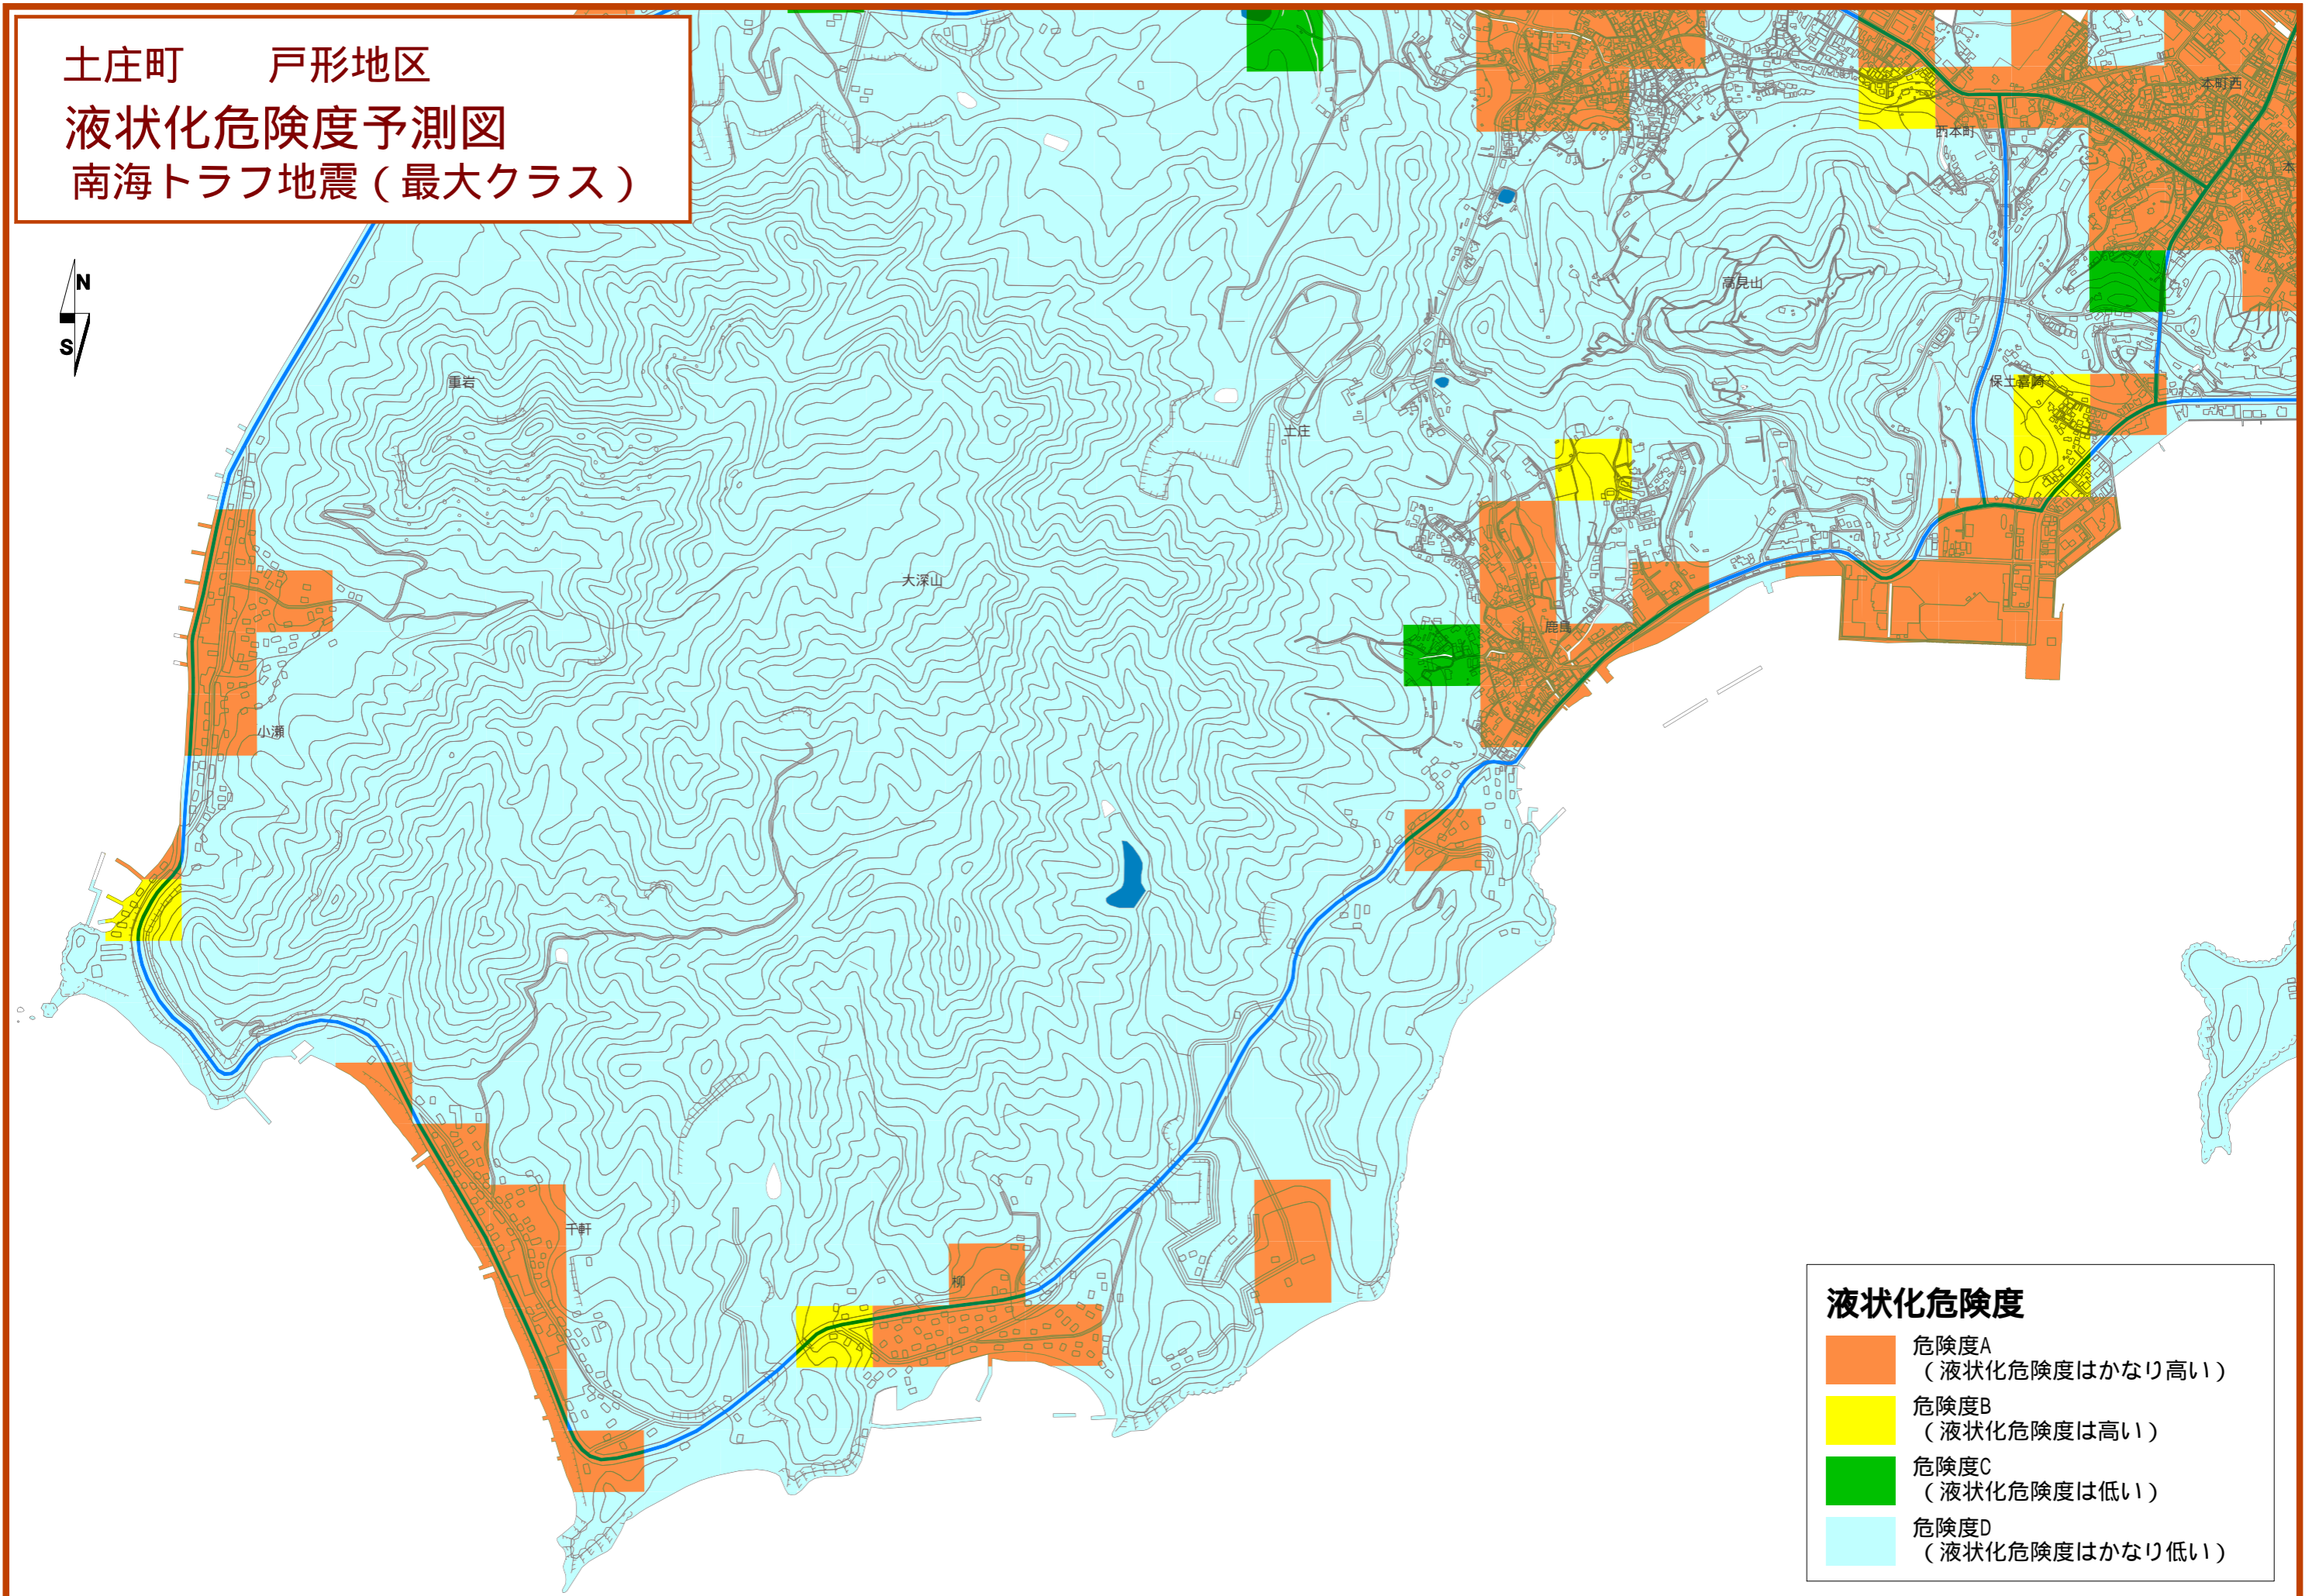 土庄町　　戸形地区
液状化危険度予測図
南海トラフ地震（最大クラス）
N
S
本町西
西本町
本
高見山
重岩
保土喜崎
土庄
大深山
鹿島
小瀬
千軒
柳
液状化危険度
危険度A
（液状化危険度はかなり高い）
危険度B
（液状化危険度は高い）
危険度C
（液状化危険度は低い）
危険度D
（液状化危険度はかなり低い）